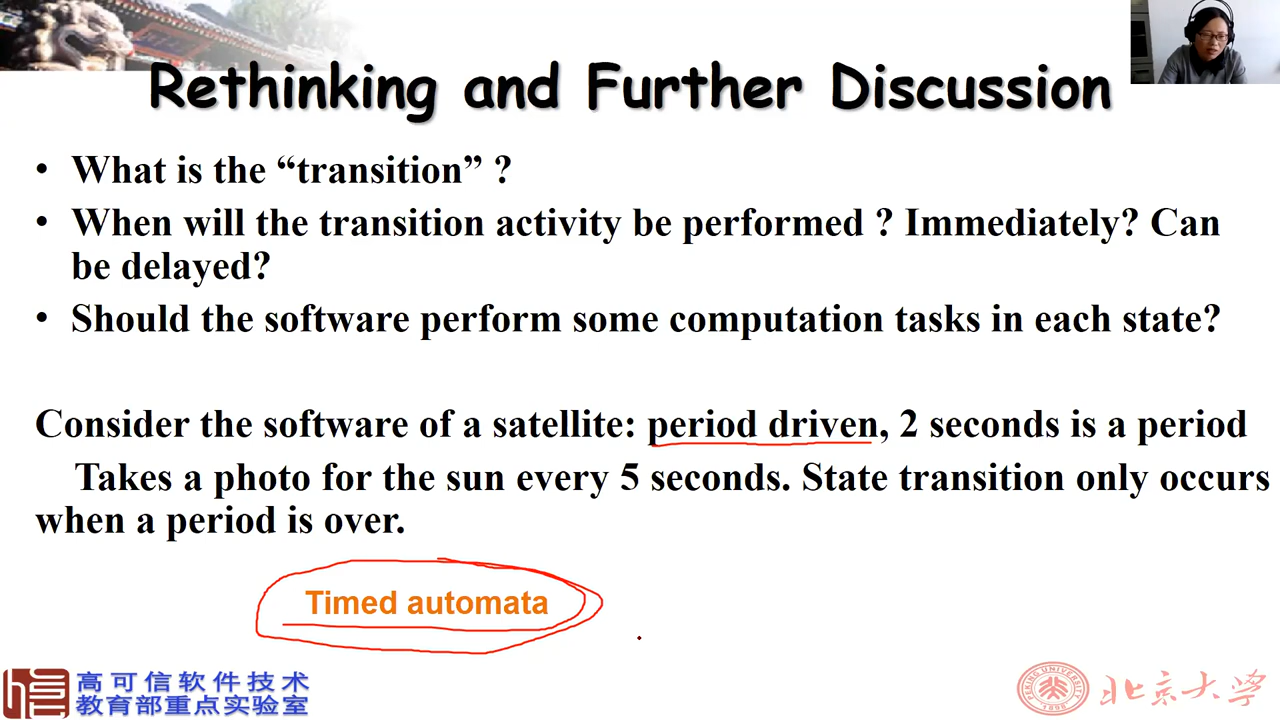 Rethinking and Further Discussion
• What is the “transition” ?
• When will the transition activity be performed ? Immediately? Can
be delayed?
• Should the software perform some computation tasks in each state?
Consider the software of a satellite: period driven, 2 seconds is a period
Takes a photo for the sun every 5 seconds. State transition only occurs
when a period is over.
Timed automata
高可信软件技术
教育部重点实验室
PEKING UNIVERSITY
1898
北京大学